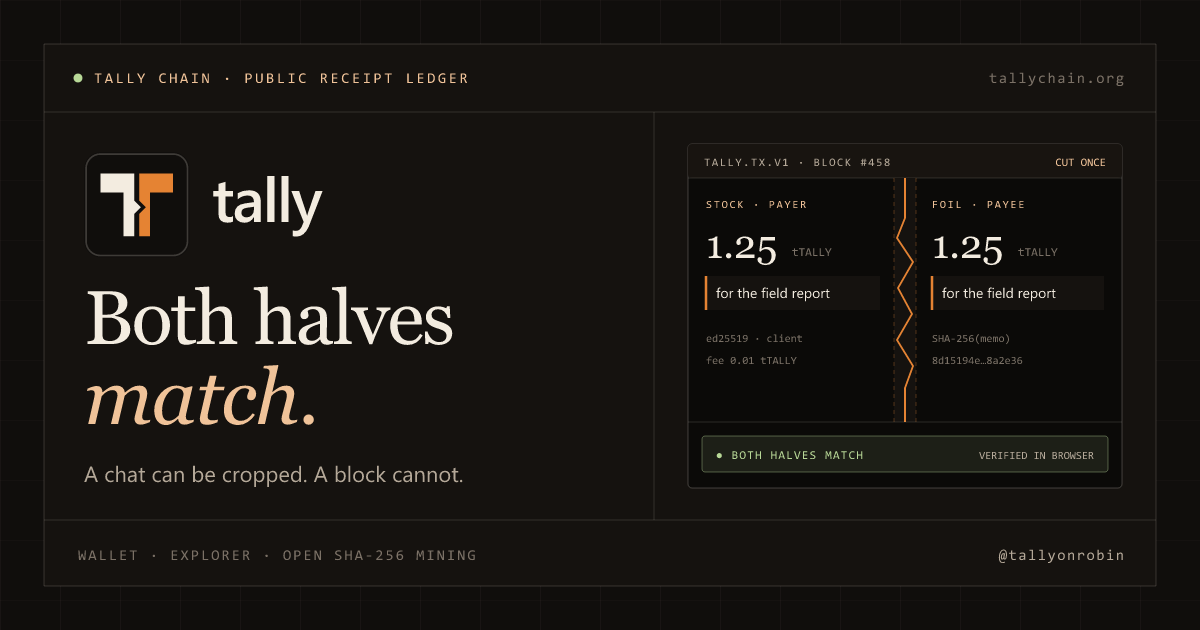 TALLY CHAIN · PUBLIC RECEIPT LEDGER
tallychain.org
tally
Both halves
match.
A chat can be cropped. A block cannot.
TALLY.TX.V1 · BLOCK #458
CUT ONCE
STOCK · PAYER
1.25 tTALLY
for the field report
ed25519 · client
fee 0.01 tTALLY
FOIL · PAYEE
1.25 tTALLY
for the field report
SHA-256(memo)
8d15194e…8a2e36
BOTH HALVES MATCH
VERIFIED IN BROWSER
WALLET · EXPLORER · OPEN SHA-256 MINING
@tallyonrobin